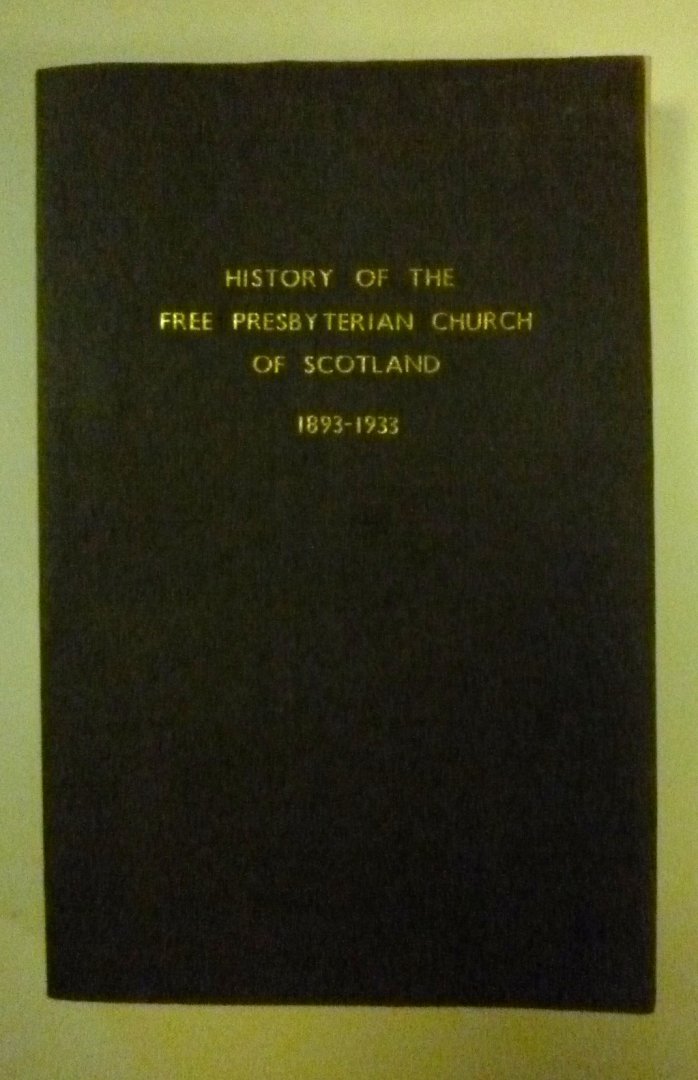 HISTORY OF THE
FREE PRESBYTERIAN CHURCH
OF SCOTLAND
1893-1933